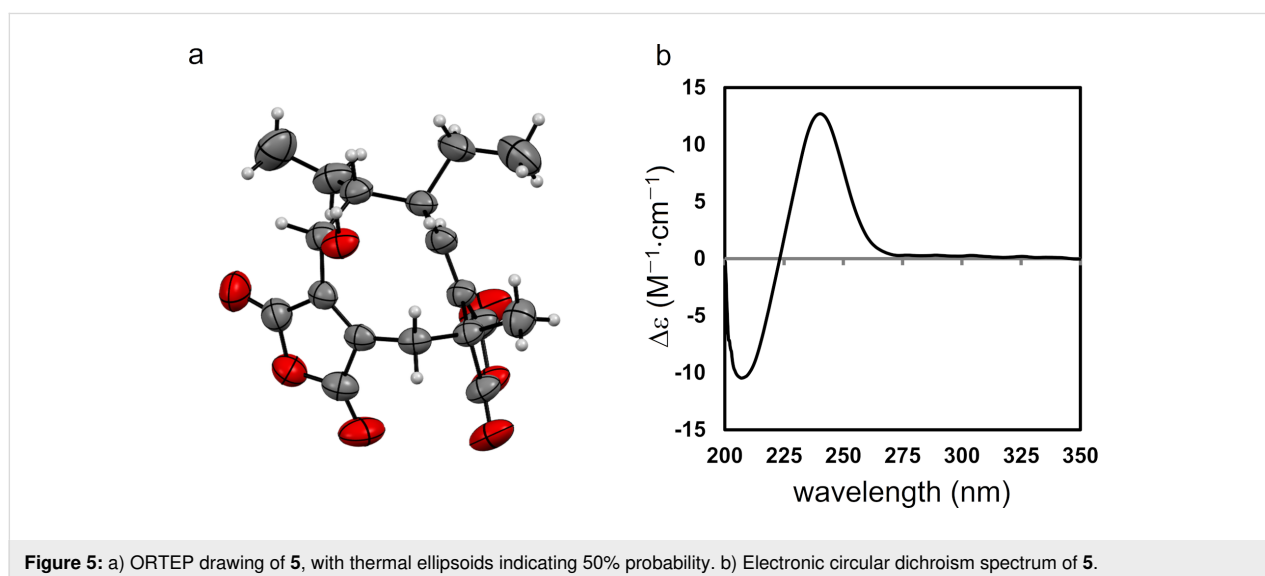 a
b
15
10
5
0
-5
-10
-15
200 225 250 275 300 325 350
Δε (M⁻¹·cm⁻¹)
wavelength (nm)
Figure 5: a) ORTEP drawing of 5, with thermal ellipsoids indicating 50% probability. b) Electronic circular dichroism spectrum of 5.